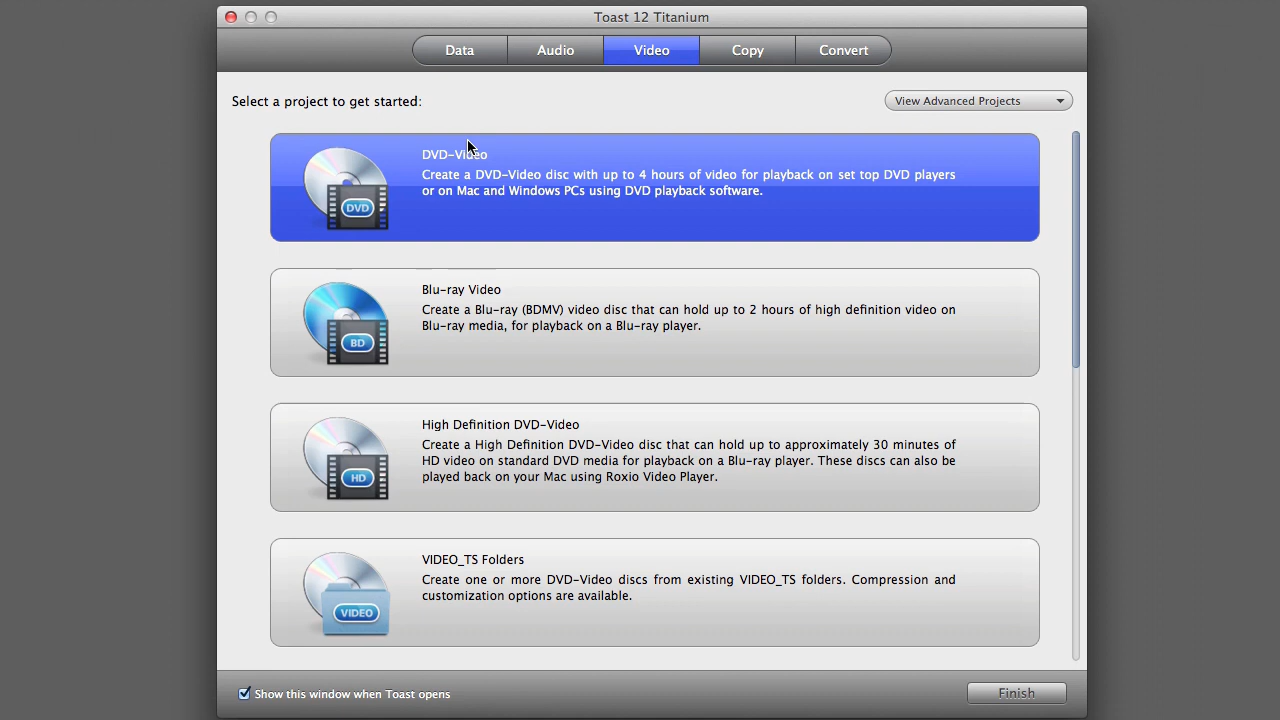 Toast 12 Titanium
Data
Audio
Video
Copy
Convert
Select a project to get started:
View Advanced Projects
DVD-Video
Create a DVD-Video disc with up to 4 hours of video for playback on set top DVD players
or on Mac and Windows PCs using DVD playback software.
DVD
Blu-ray Video
Create a Blu-ray (BDMV) video disc that can hold up to 2 hours of high definition video on
Blu-ray media, for playback on a Blu-ray player.
BD
High Definition DVD-Video
Create a High Definition DVD-Video disc that can hold up to approximately 30 minutes of
HD video on standard DVD media for playback on a Blu-ray player. These discs can also be
played back on your Mac using Roxio Video Player.
HD
VIDEO_TS Folders
Create one or more DVD-Video discs from existing VIDEO_TS folders. Compression and
customization options are available.
VIDEO
Show this window when Toast opens
Finish